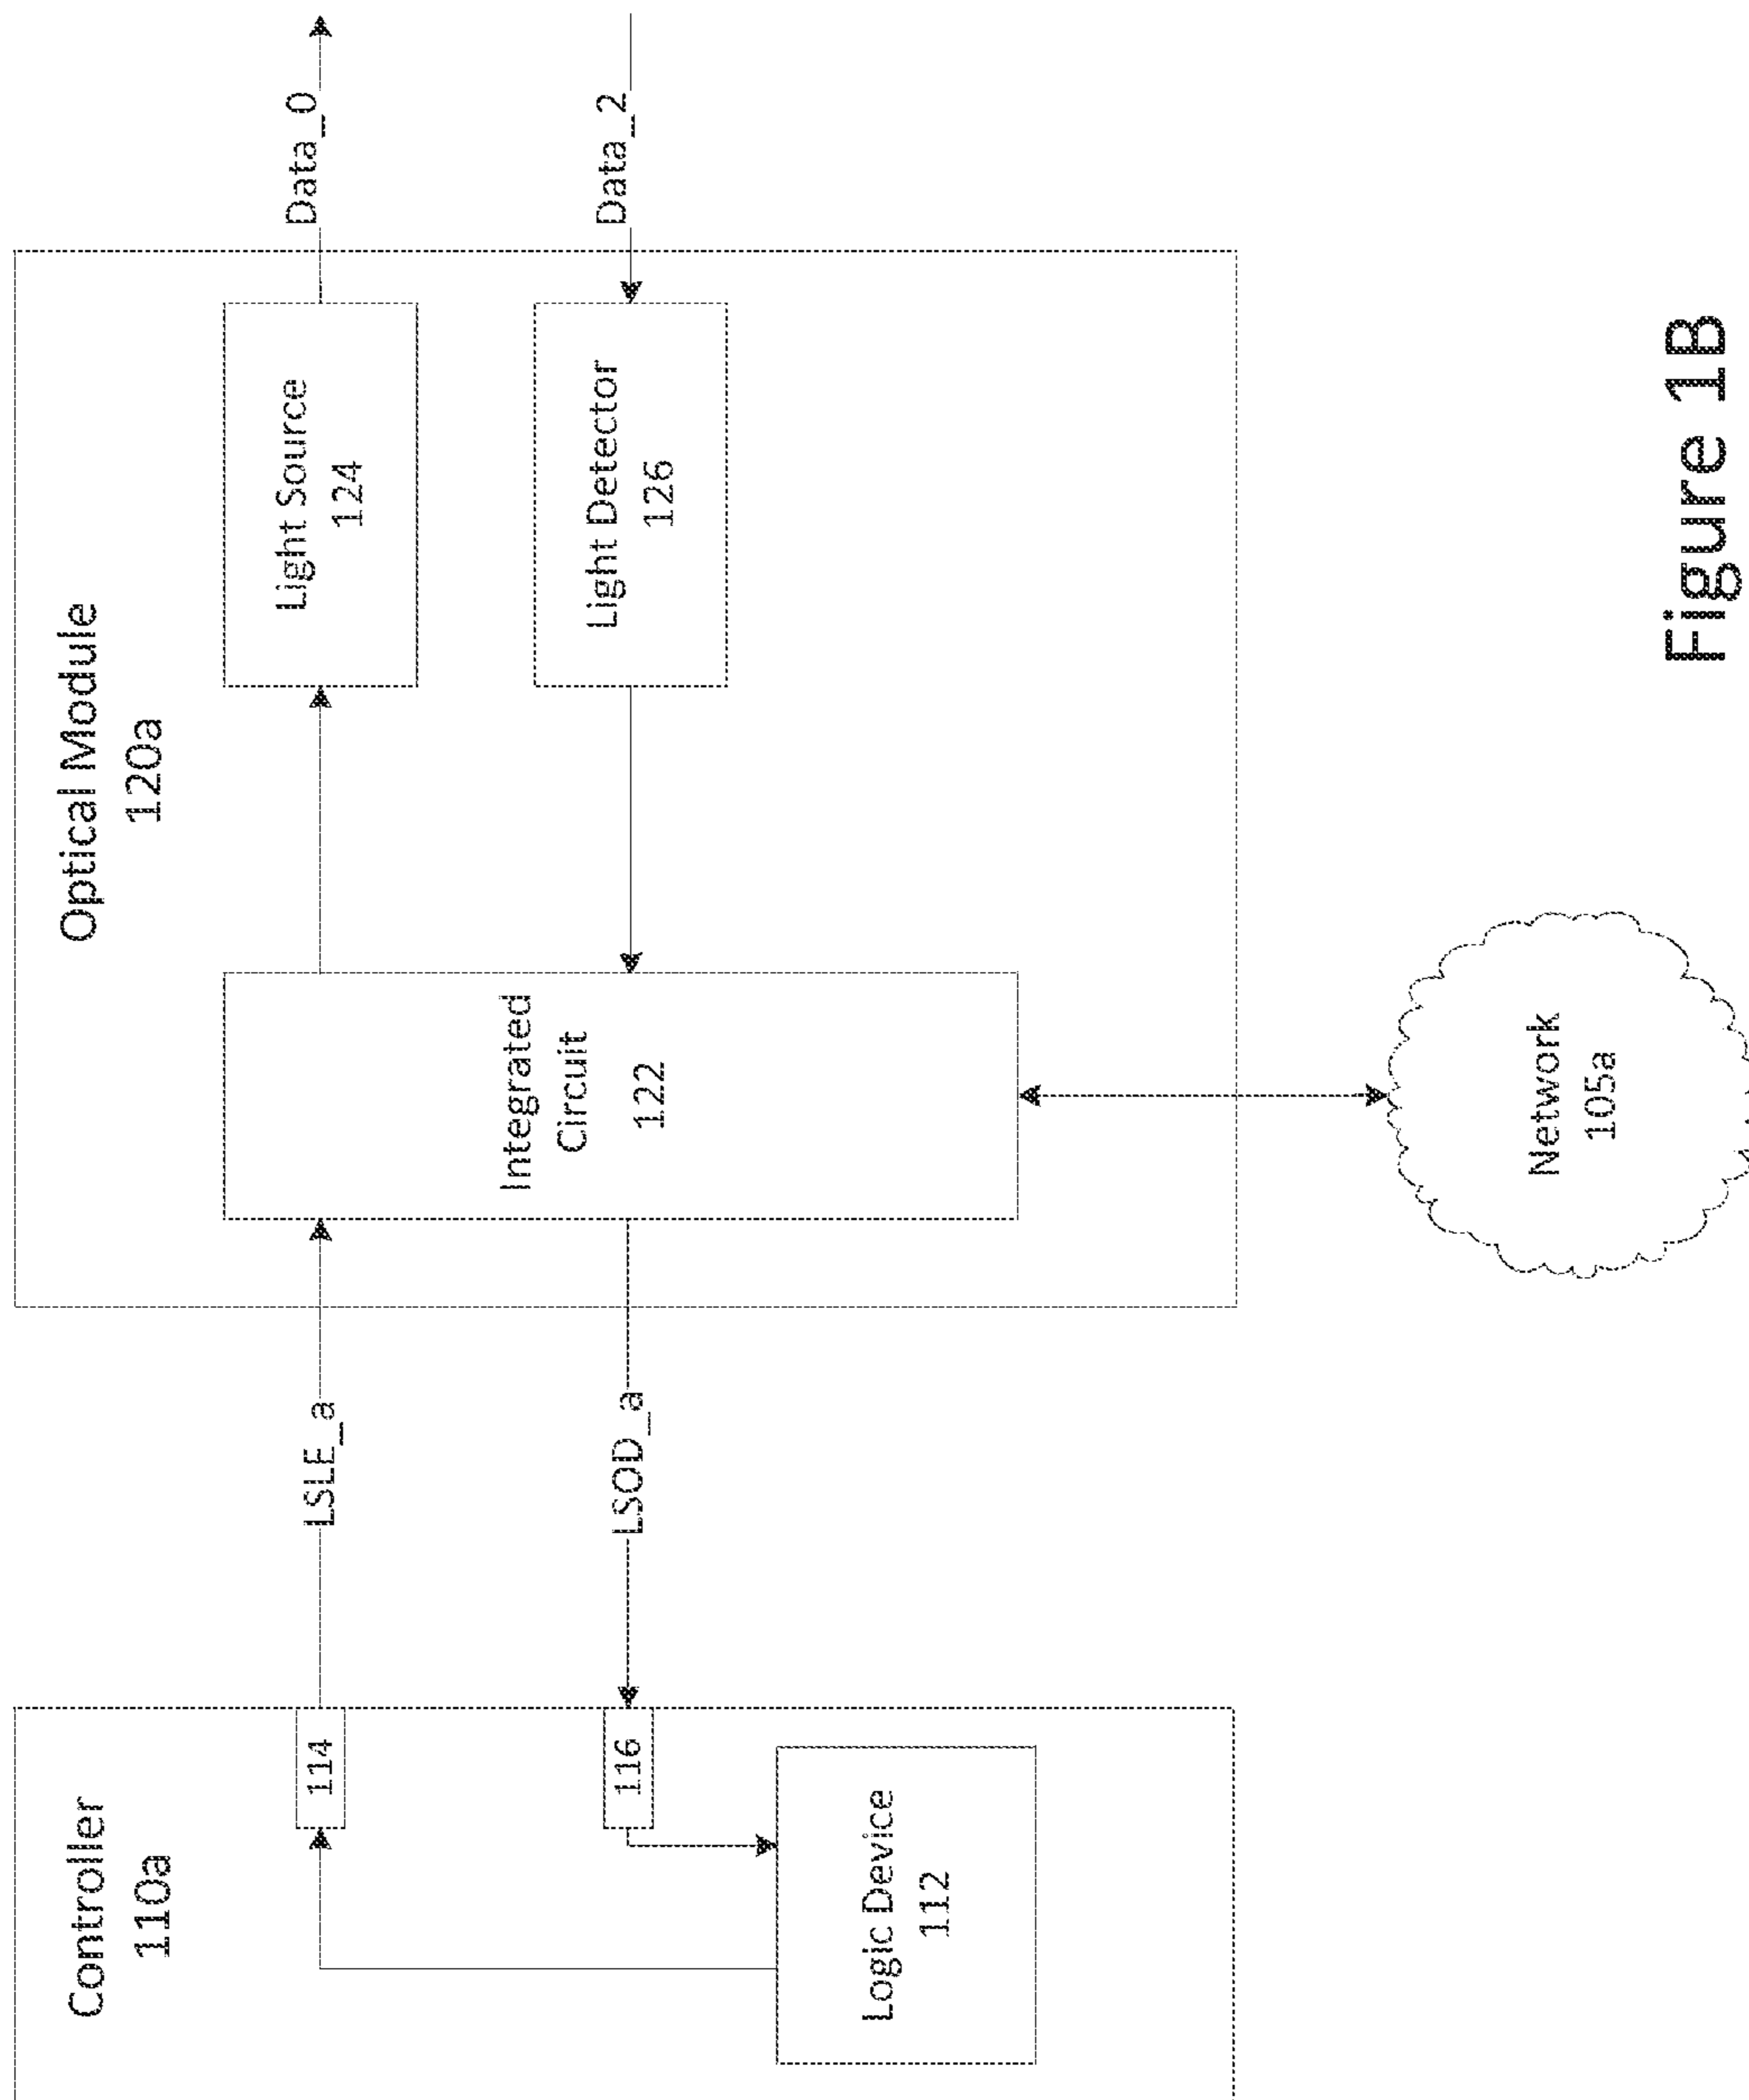 Controller
110a
114
116
Logic Device
112
LSLE_a
LSOD_a
Optical Module
120a
Integrated
Circuit
122
Light Source
124
Light Detector
126
Data_0
Data_2
Network
105a
Figure 1B